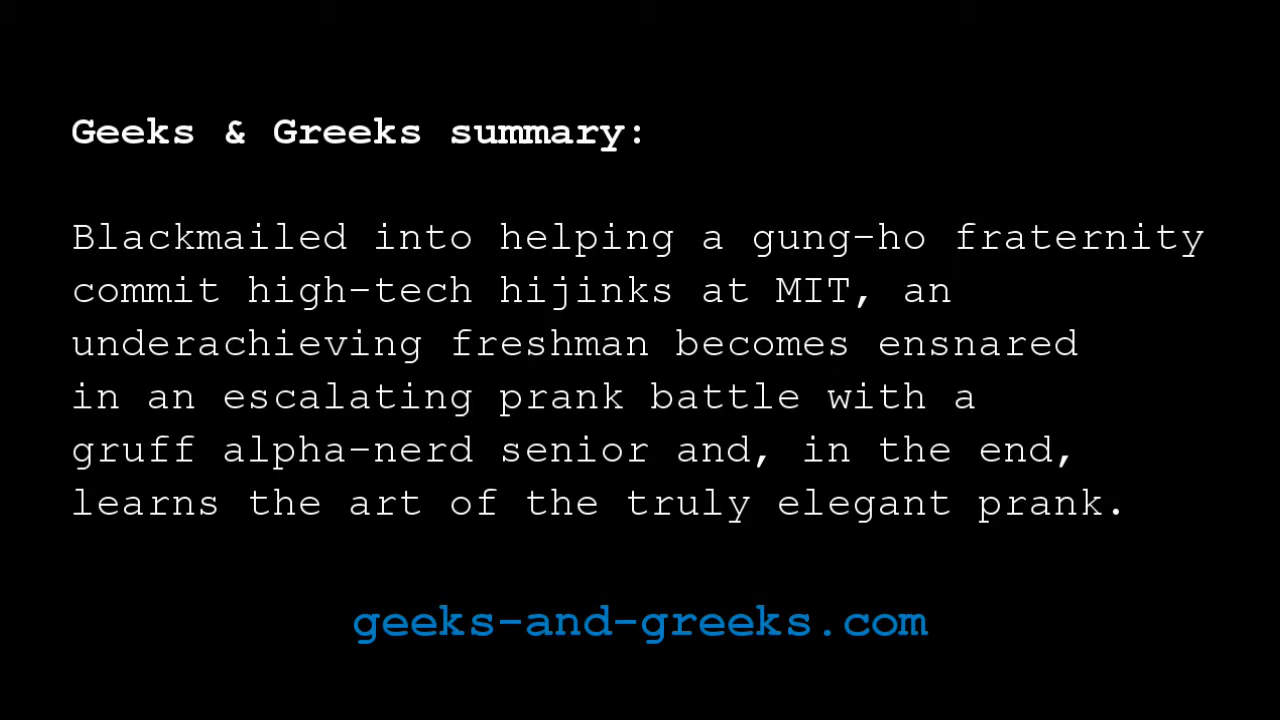 Geeks & Greeks summary:
Blackmailed into helping a gung-ho fraternity
commit high-tech hijinks at MIT, an
underachieving freshman becomes ensnared
in an escalating prank battle with a
gruff alpha-nerd senior and, in the end,
learns the art of the truly elegant prank.
geeks-and-greeks.com